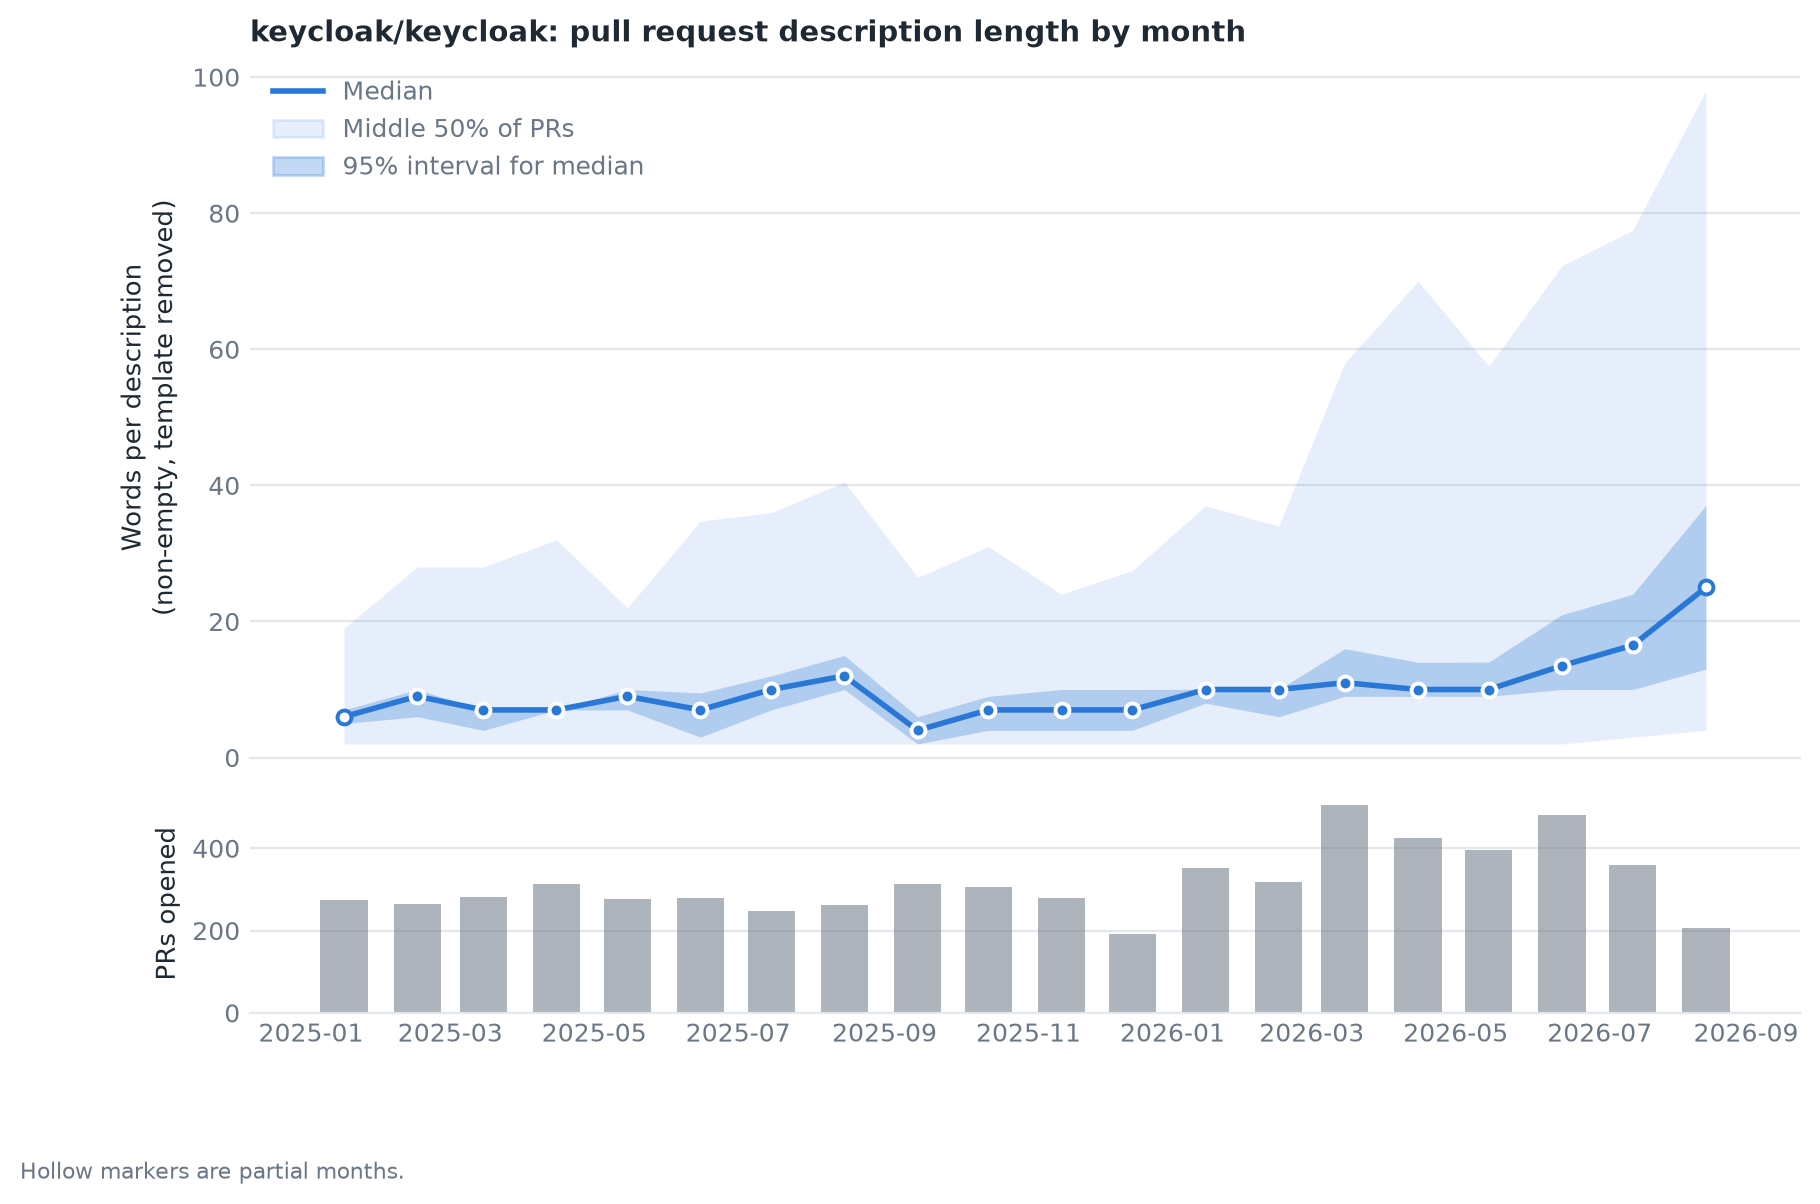 keycloak/keycloak: pull request description length by month
Median
Middle 50% of PRs
95% interval for median
Words per description
(non-empty, template removed)
100
80
60
40
20
0
PRs opened
400
200
0
2025-01 2025-03 2025-05 2025-07 2025-09 2025-11 2026-01 2026-03 2026-05 2026-07 2026-09
Hollow markers are partial months.